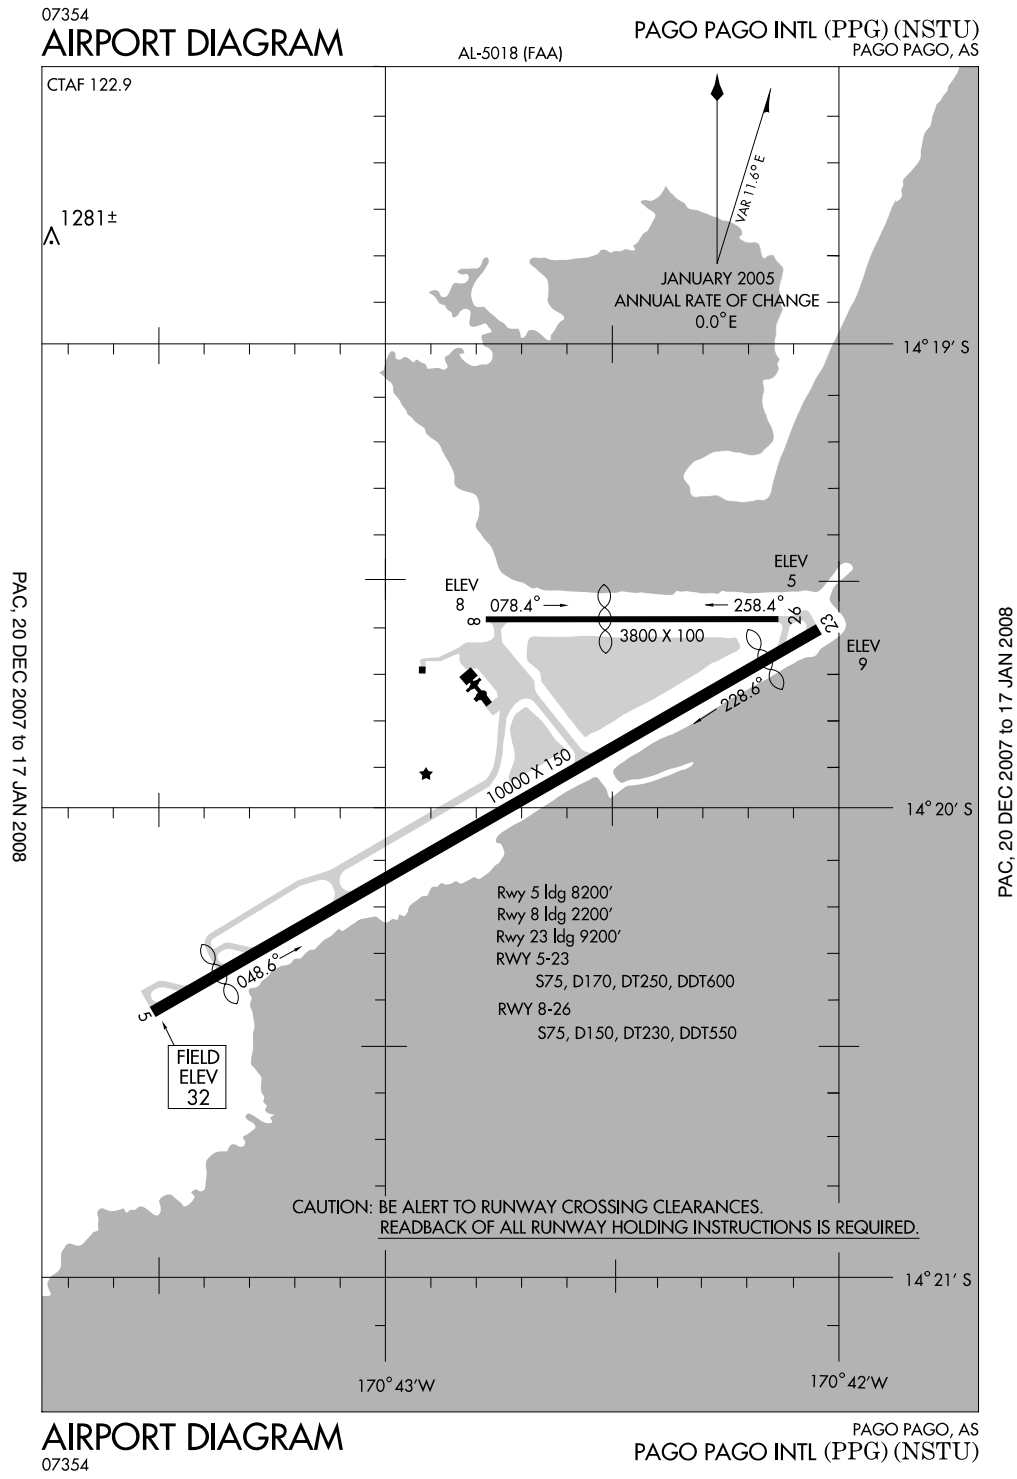 07354
AIRPORT DIAGRAM
AL-5018 (FAA)
PAGO PAGO INTL (PPG) (NSTU)
PAGO PAGO, AS
CTAF 122.9
1281±
VAR 11.6° E
JANUARY 2005
ANNUAL RATE OF CHANGE
0.0° E
14° 19' S
ELEV
5
ELEV
8
8
078.4°
258.4°
26
23
3800 X 100
ELEV
9
228.6°
10000 X 150
14° 20' S
Rwy 5 ldg 8200'
Rwy 8 ldg 2200'
Rwy 23 ldg 9200'
RWY 5-23
S75, D170, DT250, DDT600
RWY 8-26
S75, D150, DT230, DDT550
048.6°
5
FIELD
ELEV
32
CAUTION: BE ALERT TO RUNWAY CROSSING CLEARANCES.
READBACK OF ALL RUNWAY HOLDING INSTRUCTIONS IS REQUIRED.
14° 21' S
170° 43' W
170° 42' W
PAC, 20 DEC 2007 to 17 JAN 2008
PAC, 20 DEC 2007 to 17 JAN 2008
AIRPORT DIAGRAM
07354
PAGO PAGO, AS
PAGO PAGO INTL (PPG) (NSTU)